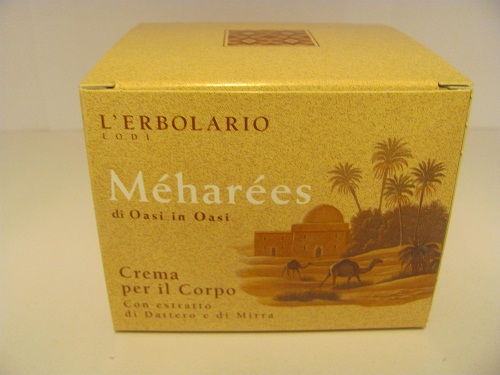 L'ERBOLARIO
LODI
Méharées
di Oasi in Oasi
Crema
per il Corpo
Con estratto
di Dattero e di Mirra